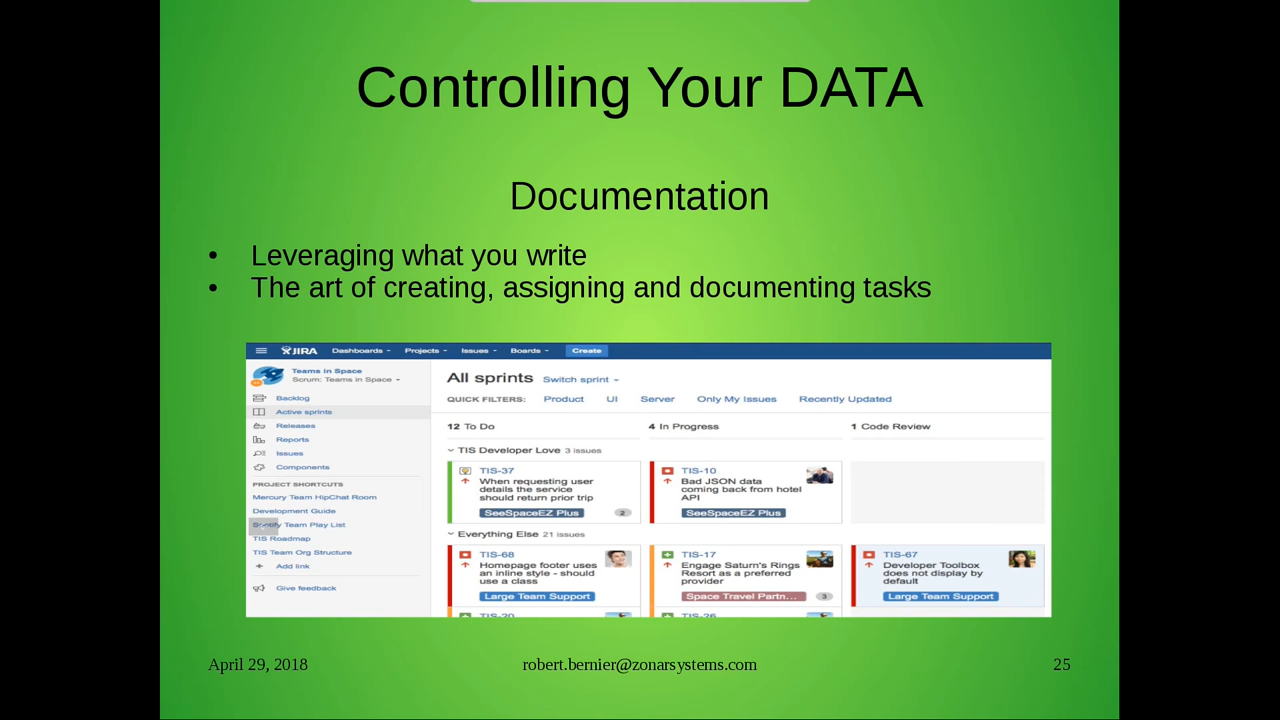 Controlling Your DATA
Documentation
• Leveraging what you write
• The art of creating, assigning and documenting tasks
JIRA Dashboards Projects Issues Boards Create
Teams in Space
Scrum: Teams in Space
Backlog
Active sprints
Releases
Reports
Issues
Components
PROJECT SHORTCUTS
Mercury Team HipChat Room
Development Guide
Spotify Team Play List
TIS Roadmap
TIS Team Org Structure
+ Add link
Give feedback
All sprints Switch sprint
QUICK FILTERS: Product UI Server Only My Issues Recently Updated
12 To Do 4 In Progress 1 Code Review
TIS Developer Love 3 issues
TIS-37
When requesting user
details the service
should return prior trip
SeeSpaceEZ Plus 2
TIS-10
Bad JSON data
coming back from hotel
API
SeeSpaceEZ Plus
Everything Else 21 issues
TIS-68
Homepage footer uses
an inline style - should
use a class
Large Team Support
TIS-17
Engage Saturn's Rings
Resort as a preferred
provider
Space Travel Partn... 3
TIS-67
Developer Toolbox
does not display by
default
Large Team Support
TIS-20
TIS-26
April 29, 2018 robert.bernier@zonarsystems.com 25